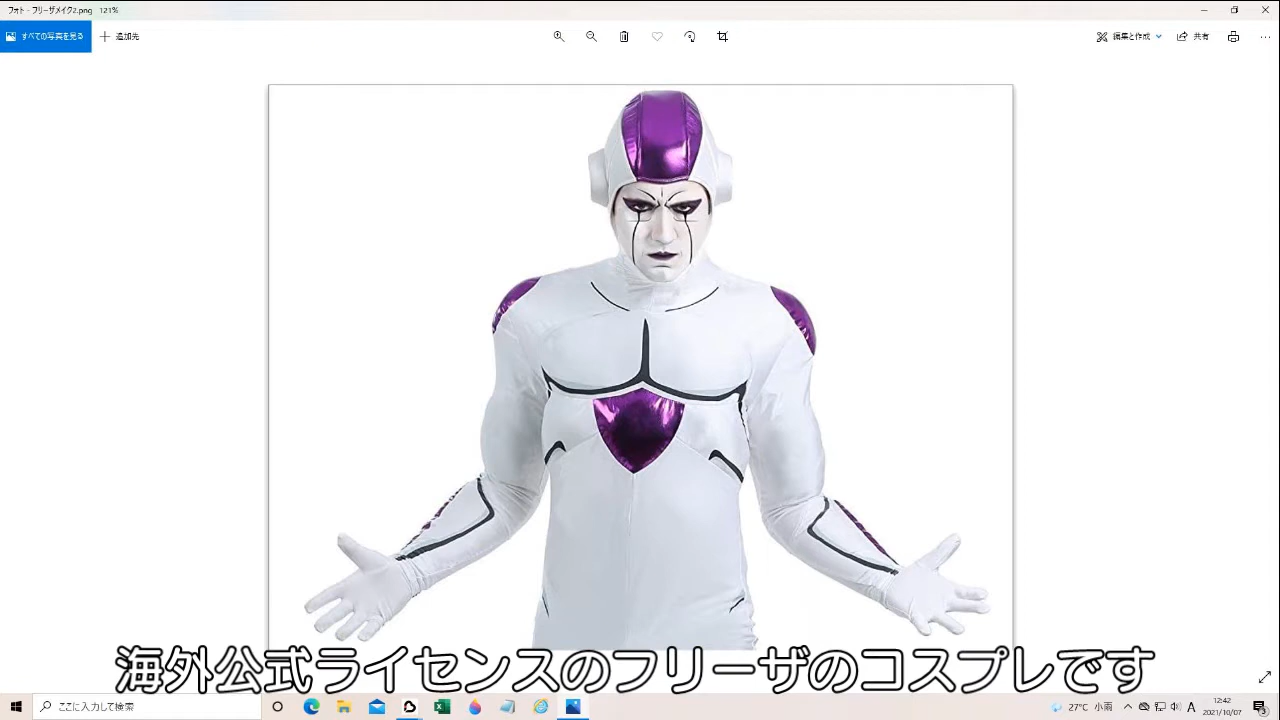 フォト - フリーザメイク2.png 121%
すべての写真を見る
追加先
編集と作成
共有
海外公式ライセンスのフリーザのコスプレです
ここに入力して検索
27°C 小雨
A
12:42
2021/10/07